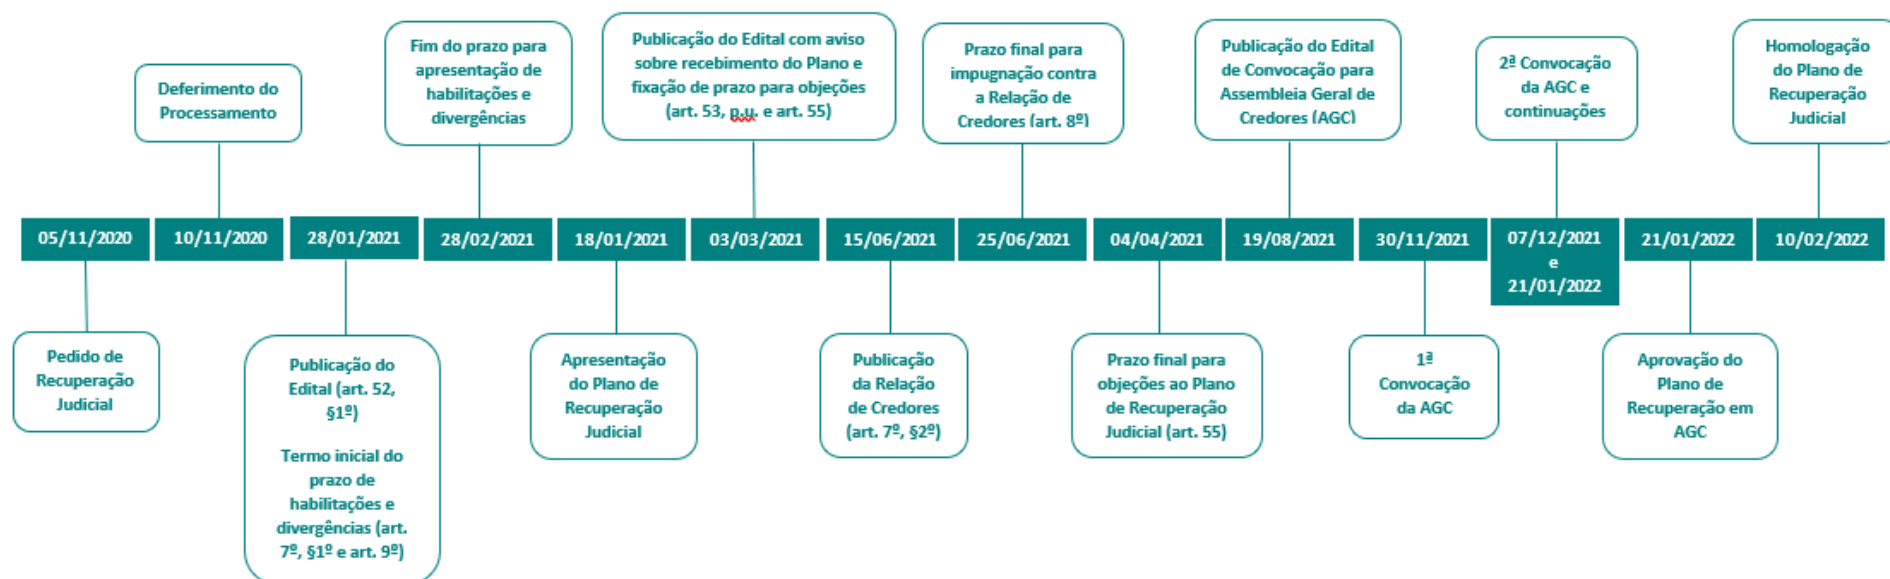 Deferimento do
Processamento
Fim do prazo para
apresentação de
habilitações e
divergências
Publicação do Edital com aviso
sobre recebimento do Plano e
fixação de prazo para objeções
(art. 53, p.u. e art. 55)
Prazo final para
impugnação contra
a Relação de
Credores (art. 8º)
Publicação do Edital
de Convocação para
Assembleia Geral de
Credores (AGC)
2ª Convocação
da AGC e
continuações
Homologação
do Plano de
Recuperação
Judicial
05/11/2020
10/11/2020
28/01/2021
28/02/2021
18/01/2021
03/03/2021
15/06/2021
25/06/2021
04/04/2021
19/08/2021
30/11/2021
07/12/2021
e
21/01/2022
21/01/2022
10/02/2022
Pedido de
Recuperação
Judicial
Publicação do
Edital (art. 52,
§1º)
Termo inicial do
prazo de
habilitações e
divergências (art.
7º, §1º e art. 9º)
Apresentação
do Plano de
Recuperação
Judicial
Publicação
da Relação
de Credores
(art. 7º, §2º)
Prazo final para
objeções ao Plano
de Recuperação
Judicial (art. 55)
1ª
Convocação
da AGC
Aprovação do
Plano de
Recuperação em
AGC